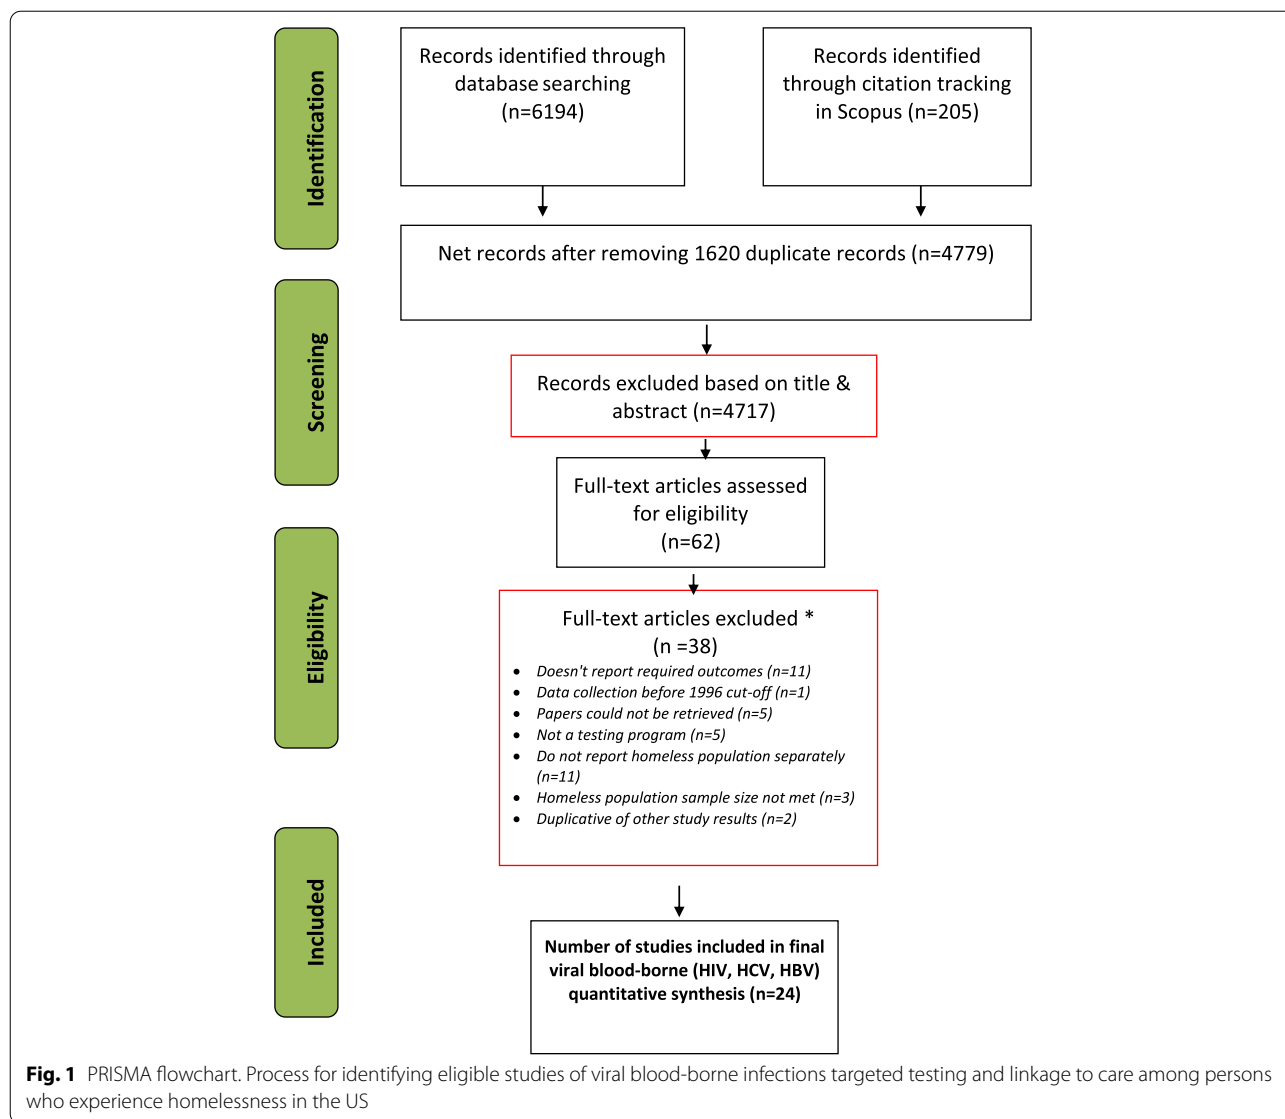 Identification
Records identified through
database searching
(n=6194)
Records identified
through citation tracking
in Scopus (n=205)
Net records after removing 1620 duplicate records (n=4779)
Screening
Records excluded based on title &
abstract (n=4717)
Full-text articles assessed
for eligibility
(n=62)
Eligibility
Full-text articles excluded *
(n =38)
• Doesn't report required outcomes (n=11)
• Data collection before 1996 cut-off (n=1)
• Papers could not be retrieved (n=5)
• Not a testing program (n=5)
• Do not report homeless population separately
(n=11)
• Homeless population sample size not met (n=3)
• Duplicative of other study results (n=2)
Included
Number of studies included in final
viral blood-borne (HIV, HCV, HBV)
quantitative synthesis (n=24)
Fig. 1 PRISMA flowchart. Process for identifying eligible studies of viral blood-borne infections targeted testing and linkage to care among persons
who experience homelessness in the US